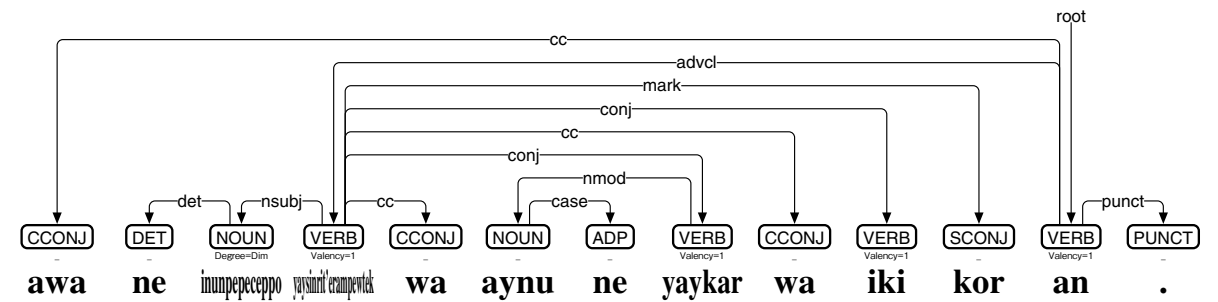 root
cc
advcl
mark
conj
cc
conj
nmod
det nsubj cc case punct
CCONJ DET NOUN VERB CCONJ NOUN ADP VERB CCONJ VERB SCONJ VERB PUNCT
_ _ Degree=Dim Valency=1 _ _ _ Valency=1 _ Valency=1 _ Valency=1 _
awa ne inunpepeceppo yaysinrit'erampewtek wa aynu ne yaykar wa iki kor an .